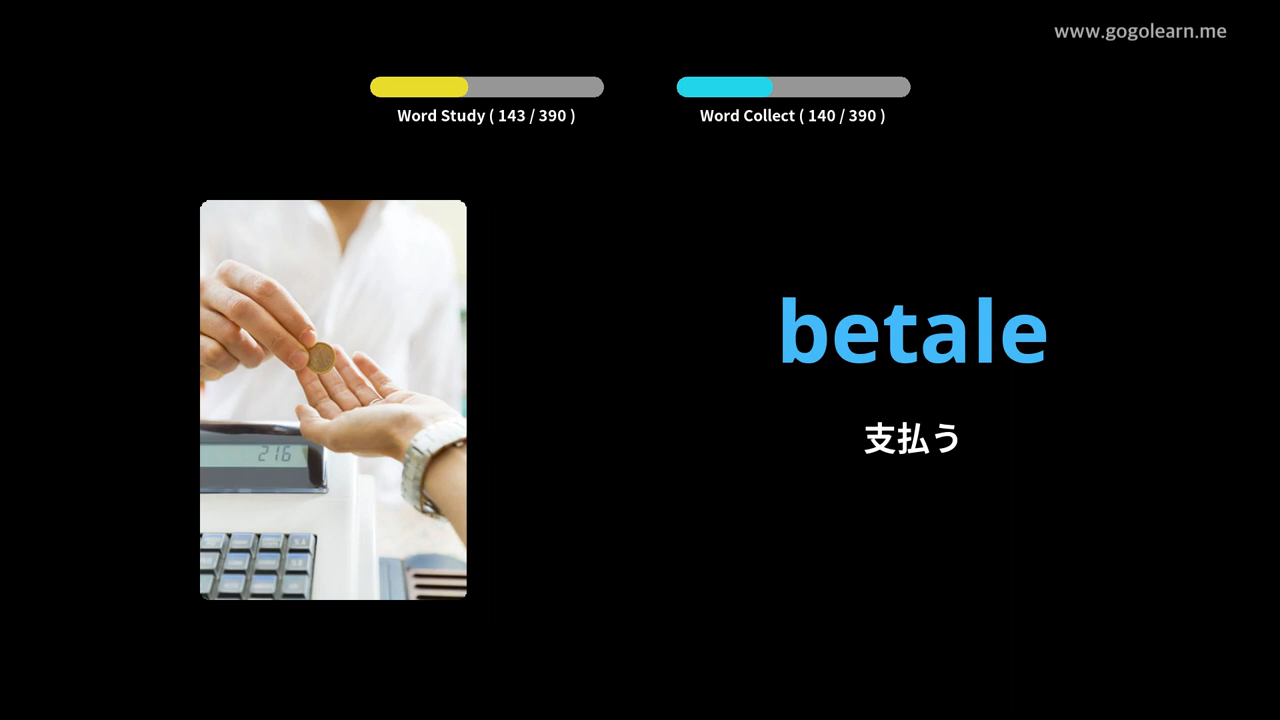 www.gogolearn.me
Word Study ( 143 / 390 )
Word Collect ( 140 / 390 )
betale
支払う
216